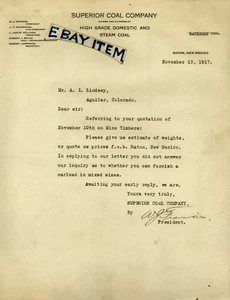 SUPERIOR COAL COMPANY
HIGH GRADE DOMESTIC AND
STEAM COAL
EBAY ITEM
RATON, NEW MEXICO
November 13, 1917.
Mr. A. I. Lindsey,
Aguilar, Colorado.
Dear sir:
Referring to your quotation of
November 10th on Mine Timbers:
Please give us estimate of weights,
or quote us prices f.o.b. Raton, New Mexico.
In replying to our letter you did not answer
our inquiry as to whether you can furnish a
carload in mixed sizes.
Awaiting your early reply, we are,
Yours very truly,
SUPERIOR COAL COMPANY.
By
President.